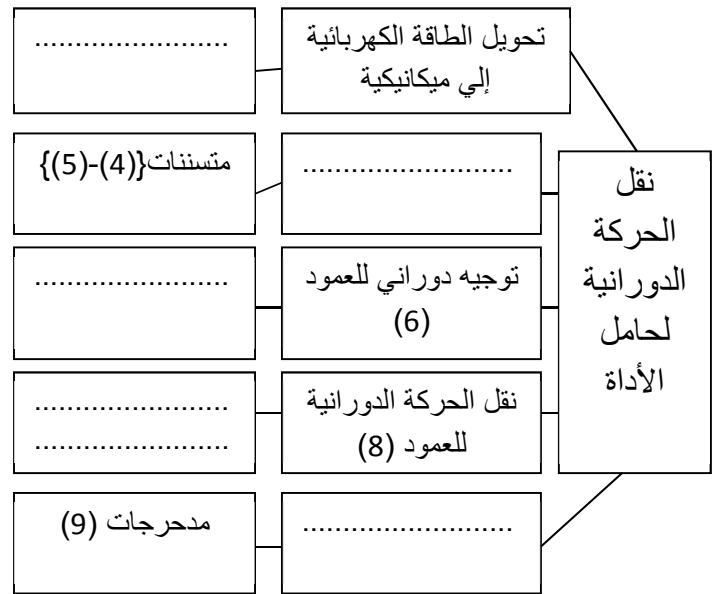 نقل
الحركة
الدورانية
لحامل
الأداة
تحويل الطاقة الكهربائية
إلي ميكانيكية
........................
..........................
متسننات{(4)-(5)}
توجيه دوراني للعمود
(6)
........................
نقل الحركة الدورانية
للعمود (8)
........................
........................
..........................
مدحرجات (9)